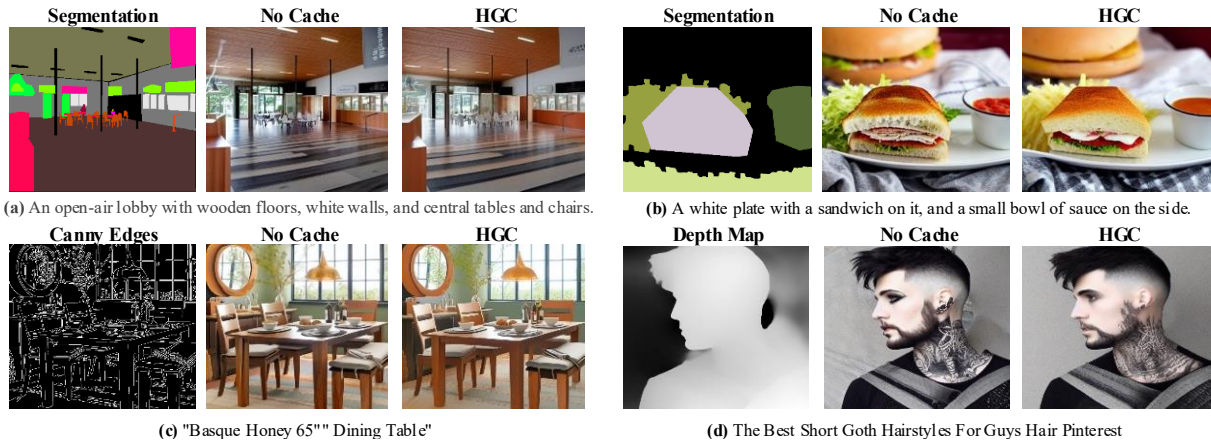 Segmentation No Cache HGC
Segmentation No Cache HGC
(a) An open-air lobby with wooden floors, white walls, and central tables and chairs.
(b) A white plate with a sandwich on it, and a small bowl of sauce on the side.
Canny Edges No Cache HGC
Depth Map No Cache HGC
(c) "Basque Honey 65"" Dining Table"
(d) The Best Short Goth Hairstyles For Guys Hair Pinterest